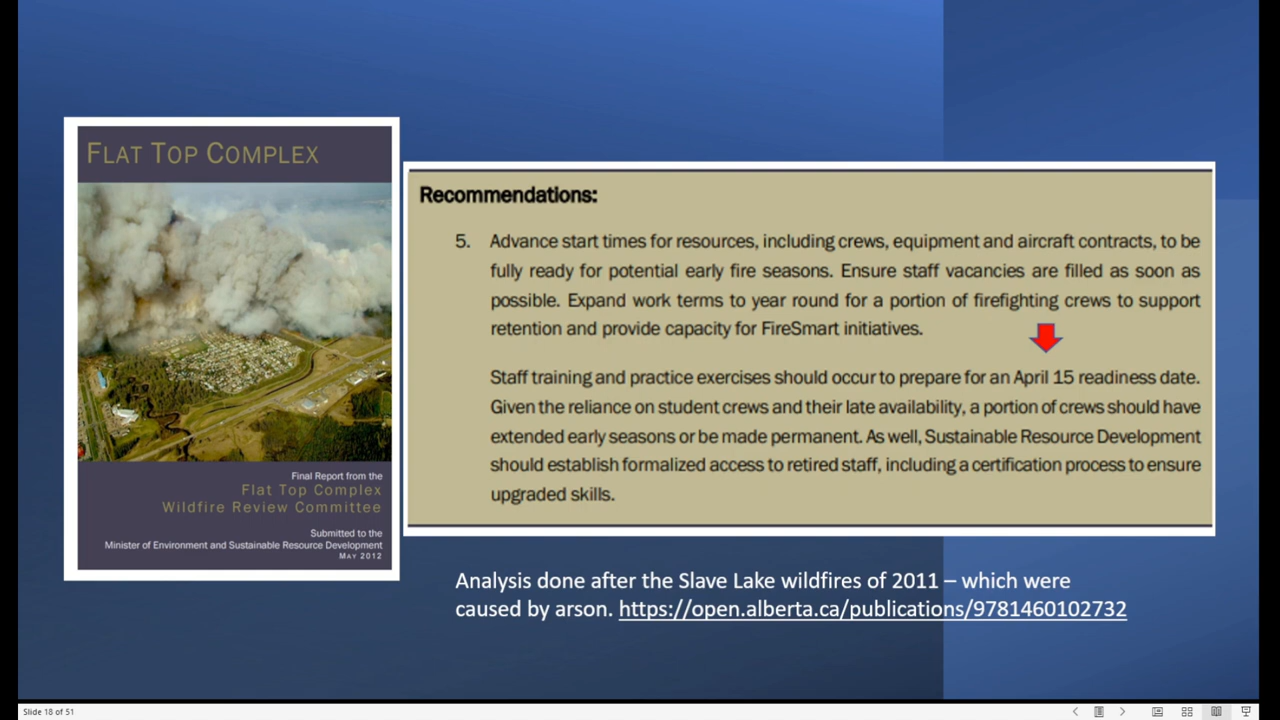 FLAT TOP COMPLEX
Final Report from the
Flat Top Complex
Wildfire Review Committee
Submitted to the
Minister of Environment and Sustainable Resource Development
MAY 2012
Recommendations:
5. Advance start times for resources, including crews, equipment and aircraft contracts, to be
fully ready for potential early fire seasons. Ensure staff vacancies are filled as soon as
possible. Expand work terms to year round for a portion of firefighting crews to support
retention and provide capacity for FireSmart initiatives.
Staff training and practice exercises should occur to prepare for an April 15 readiness date.
Given the reliance on student crews and their late availability, a portion of crews should have
extended early seasons or be made permanent. As well, Sustainable Resource Development
should establish formalized access to retired staff, including a certification process to ensure
upgraded skills.
Analysis done after the Slave Lake wildfires of 2011 – which were
caused by arson. https://open.alberta.ca/publications/9781460102732
Slide 18 of 51